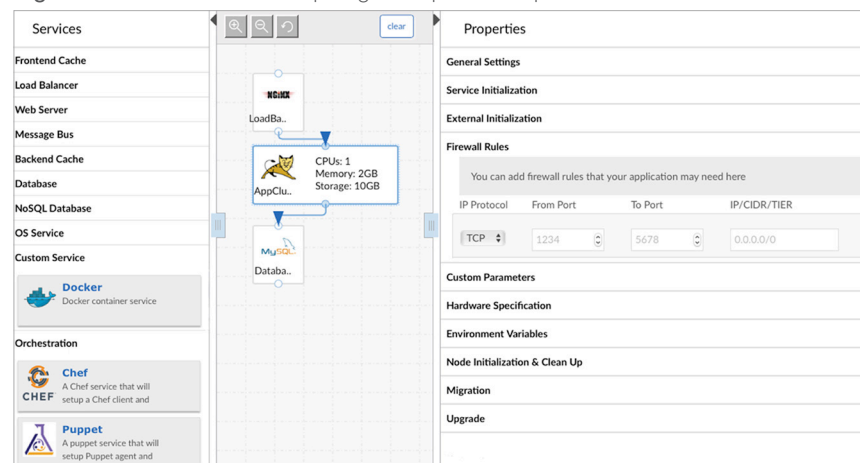 Services
Frontend Cache
Load Balancer
Web Server
Message Bus
Backend Cache
Database
NoSQL Database
OS Service
Custom Service
Docker
Docker container service
Orchestration
CHEF
Chef
A Chef service that will
setup a Chef client and
Puppet
A puppet service that will
setup Puppet agent and
clear
NGINX
LoadBa..
AppClu..
CPUs: 1
Memory: 2GB
Storage: 10GB
MySQL
Databa..
Properties
General Settings
Service Initialization
External Initialization
Firewall Rules
You can add firewall rules that your application may need here
IP Protocol From Port To Port IP/CIDR/TIER
TCP 1234 5678 0.0.0.0/0
Custom Parameters
Hardware Specification
Environment Variables
Node Initialization & Clean Up
Migration
Upgrade